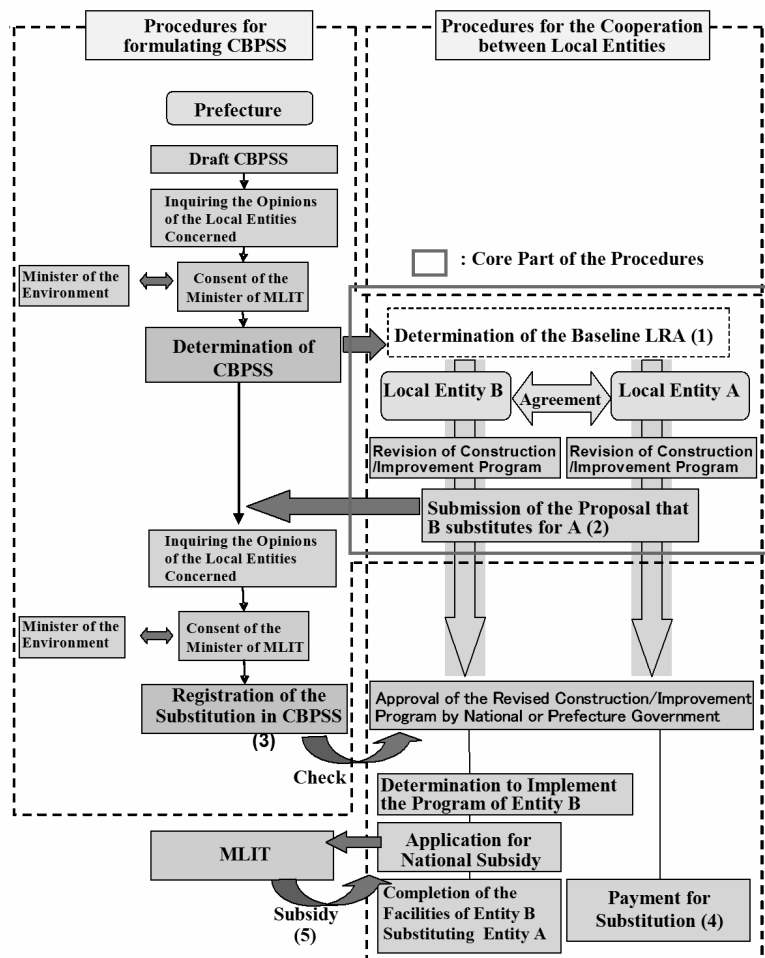 Procedures for
formulating CBPSS
Procedures for the Cooperation
between Local Entities
Prefecture
Draft CBPSS
Inquiring the Opinions
of the Local Entities
Concerned
: Core Part of the Procedures
Minister of the
Environment
Consent of the
Minister of MLIT
Determination of
CBPSS
Determination of the Baseline LRA (1)
Local Entity B
Agreement
Local Entity A
Revision of Construction
/Improvement Program
Revision of Construction
/Improvement Program
Submission of the Proposal that
B substitutes for A (2)
Inquiring the Opinions
of the Local Entities
Concerned
Minister of the
Environment
Consent of the
Minister of MLIT
Registration of the
Substitution in CBPSS
(3)
Approval of the Revised Construction/Improvement
Program by National or Prefecture Government
Check
Determination to Implement
the Program of Entity B
MLIT
Application for
National Subsidy
Subsidy
(5)
Completion of the
Facilities of Entity B
Substituting Entity A
Payment for
Substitution (4)